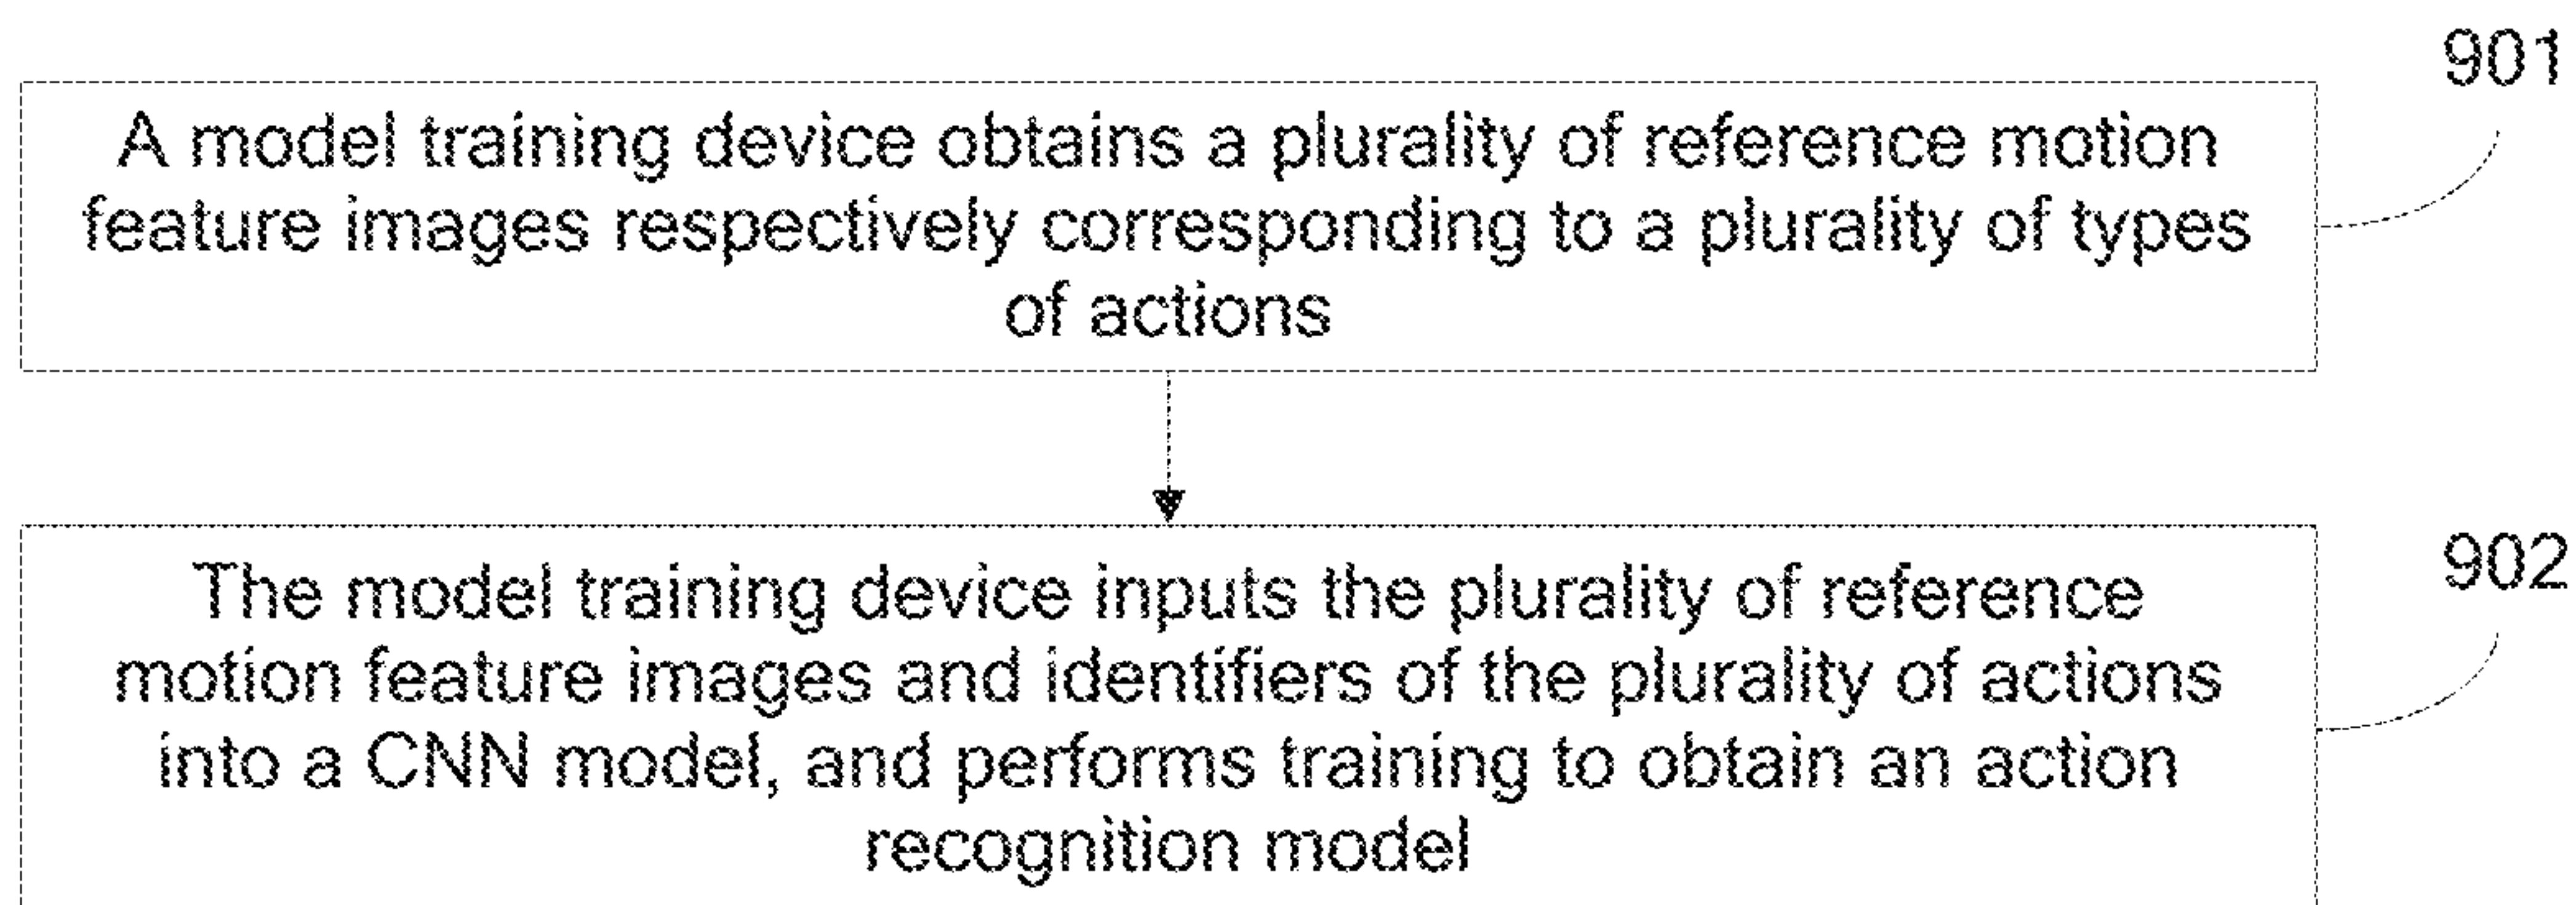 901
A model training device obtains a plurality of reference motion
feature images respectively corresponding to a plurality of types
of actions
902
The model training device inputs the plurality of reference
motion feature images and identifiers of the plurality of actions
into a CNN model, and performs training to obtain an action
recognition model